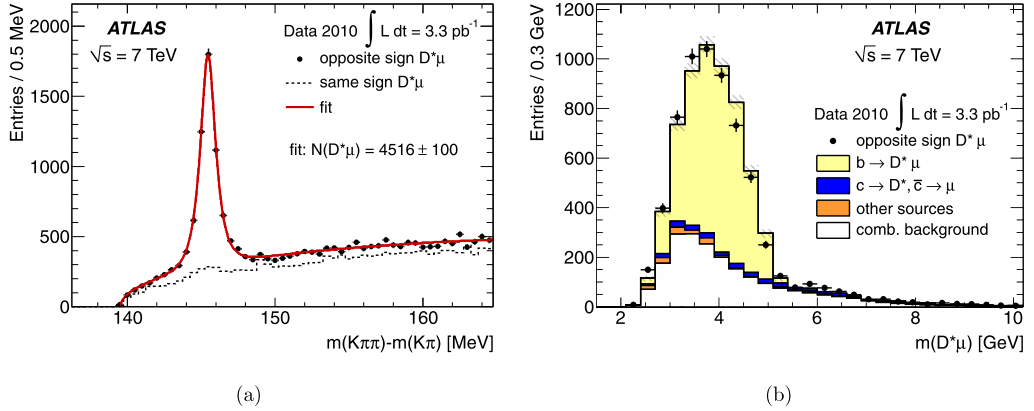 Entries / 0.5 MeV
2000
1500
1000
500
0
140
150
160
m(Kππ)-m(Kπ) [MeV]
ATLAS
√s = 7 TeV
Data 2010 ∫ L dt = 3.3 pb⁻¹
opposite sign D*μ
same sign D*μ
fit
fit: N(D*μ) = 4516 ± 100
(a)
Entries / 0.3 GeV
1200
1000
800
600
400
200
0
2
4
6
8
10
m(D*μ) [GeV]
ATLAS
√s = 7 TeV
Data 2010 ∫ L dt = 3.3 pb⁻¹
opposite sign D* μ
b → D* μ
c → D*, c̅ → μ
other sources
comb. background
(b)